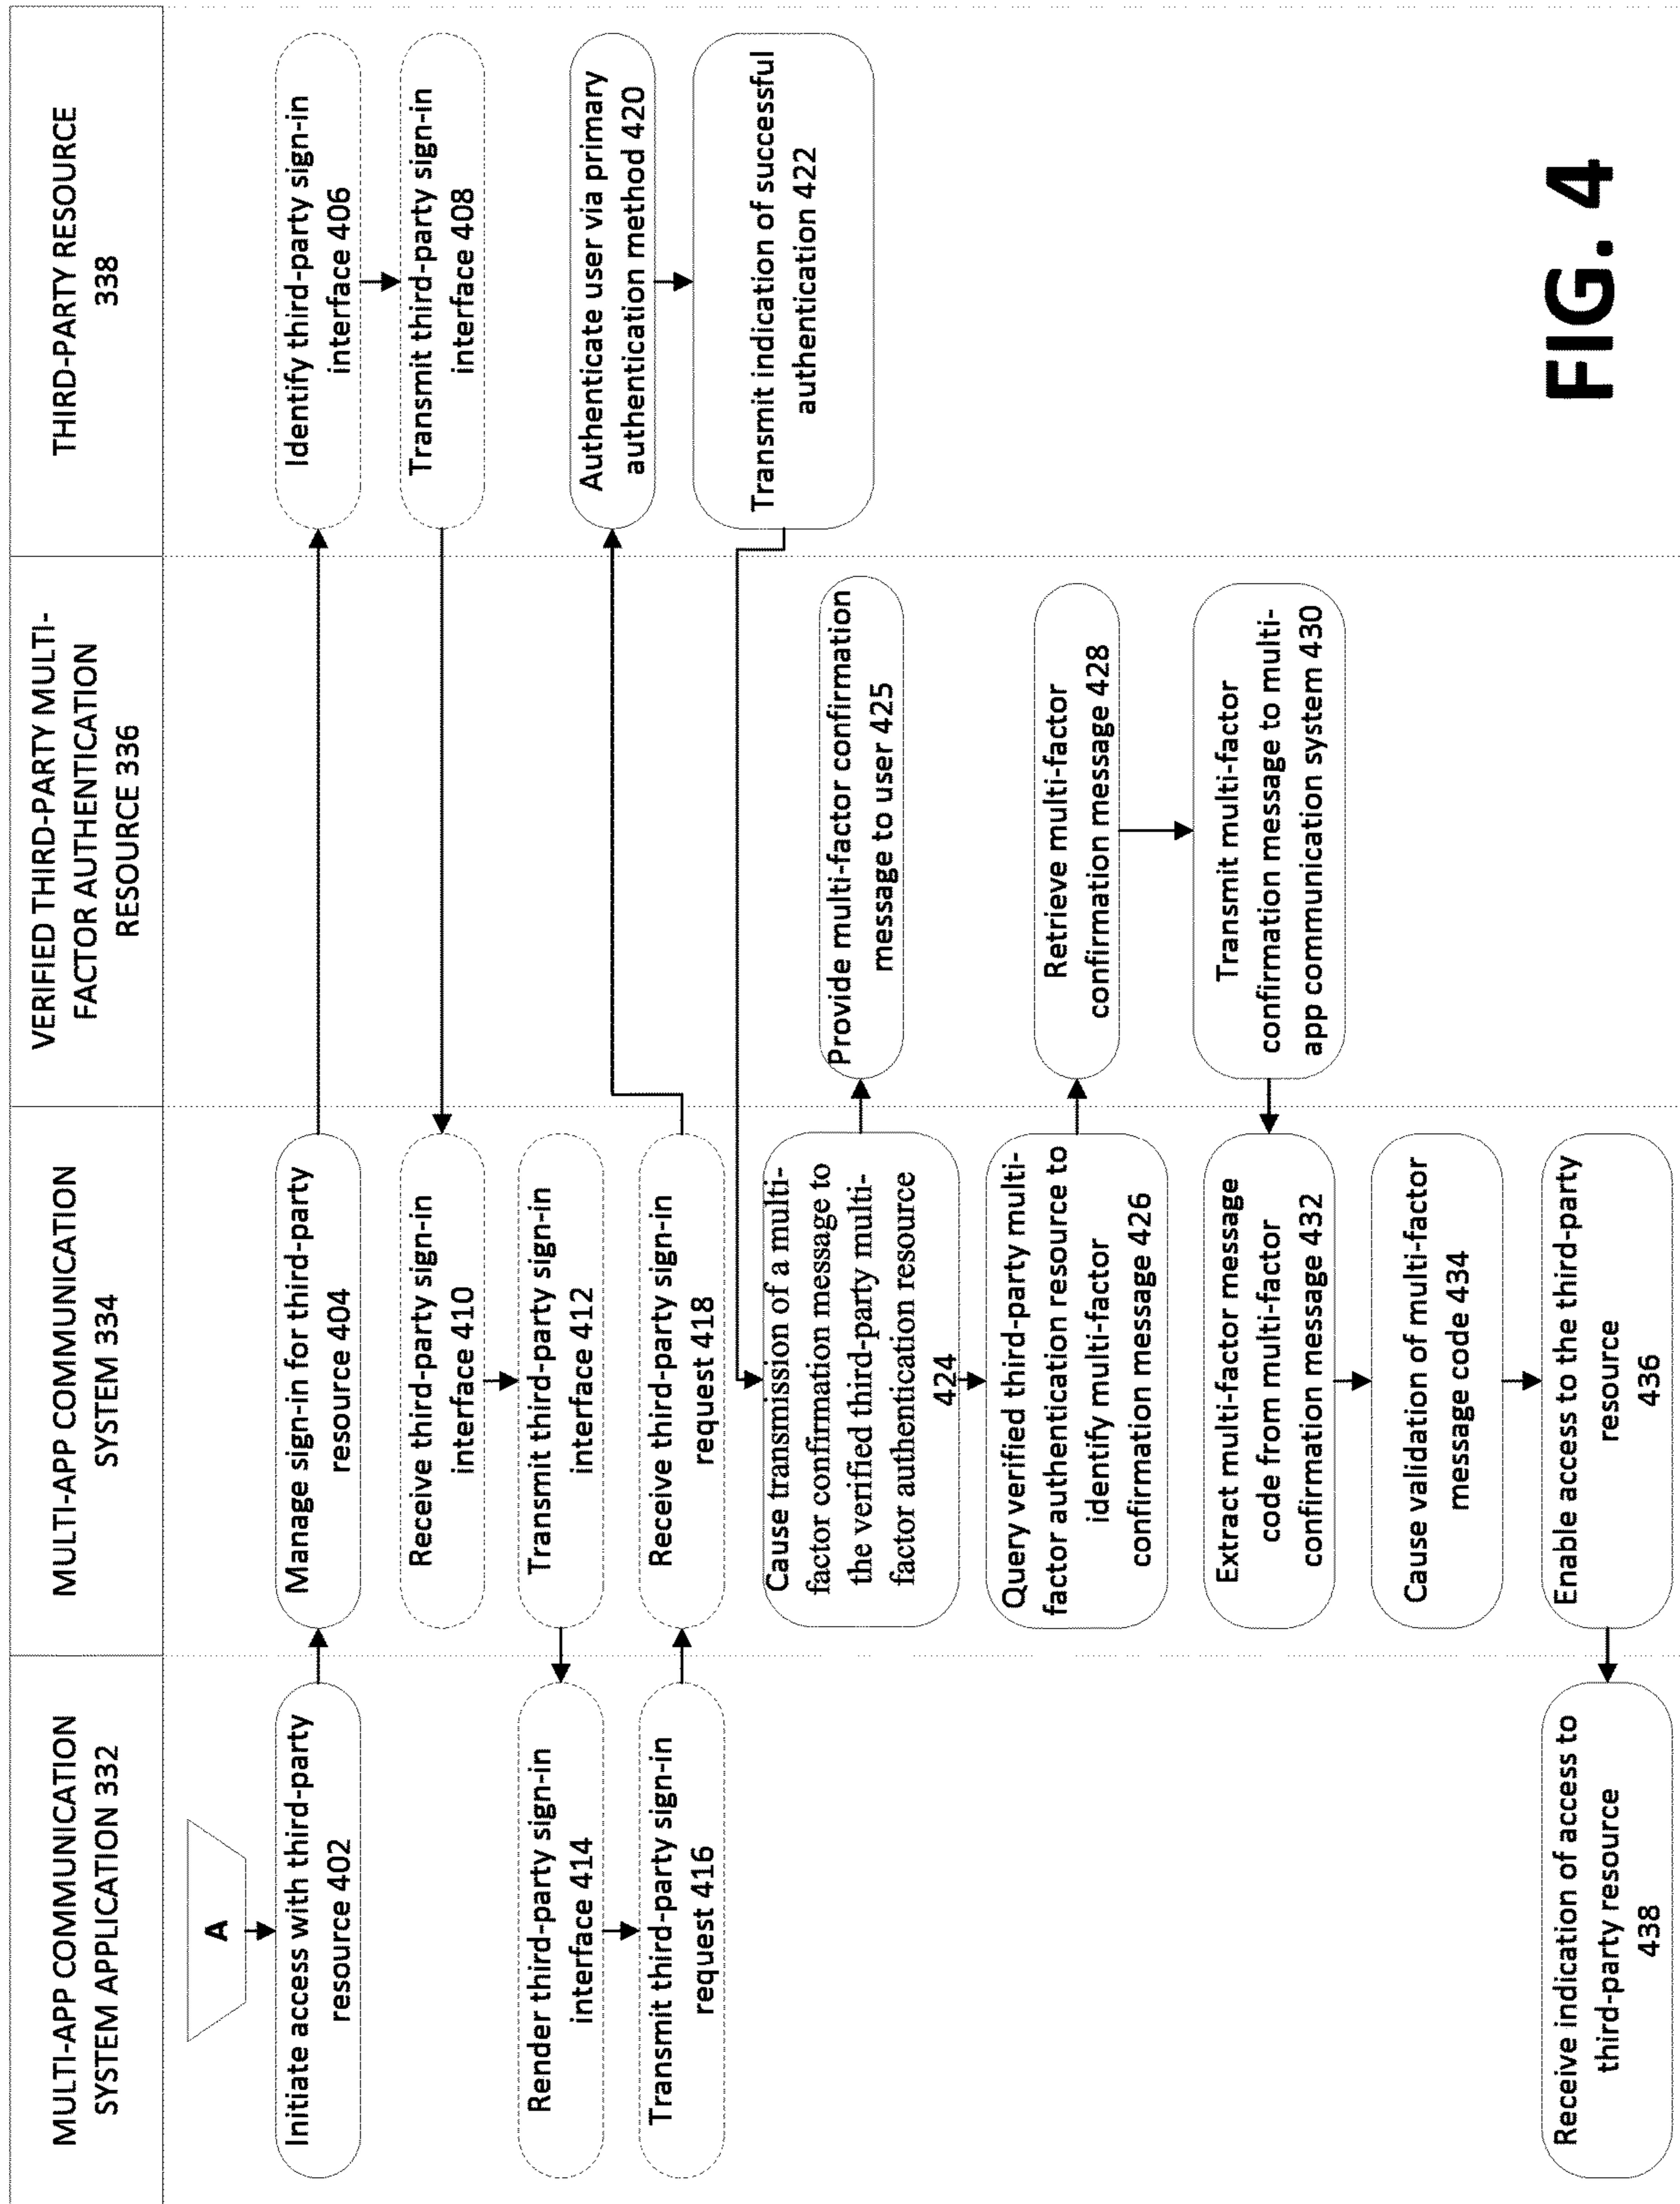 MULTI-APP COMMUNICATION
SYSTEM APPLICATION 332
MULTI-APP COMMUNICATION
SYSTEM 334
VERIFIED THIRD-PARTY MULTI-
FACTOR AUTHENTICATION
RESOURCE 336
THIRD-PARTY RESOURCE
338
A
Initiate access with third-party
resource 402
Manage sign-in for third-party
resource 404
Identify third-party sign-in
interface 406
Transmit third-party sign-in
interface 408
Receive third-party sign-in
interface 410
Transmit third-party sign-in
interface 412
Render third-party sign-in
interface 414
Transmit third-party sign-in
request 416
Receive third-party sign-in
request 418
Authenticate user via primary
authentication method 420
Transmit indication of successful
authentication 422
Cause transmission of a multi-
factor confirmation message to
the verified third-party multi-
factor authentication resource
424
Provide multi-factor confirmation
message to user 425
Query verified third-party multi-
factor authentication resource to
identify multi-factor
confirmation message 426
Retrieve multi-factor
confirmation message 428
Transmit multi-factor
confirmation message to multi-
app communication system 430
Extract multi-factor message
code from multi-factor
confirmation message 432
Cause validation of multi-factor
message code 434
Enable access to the third-party
resource
436
Receive indication of access to
third-party resource
438
FIG. 4